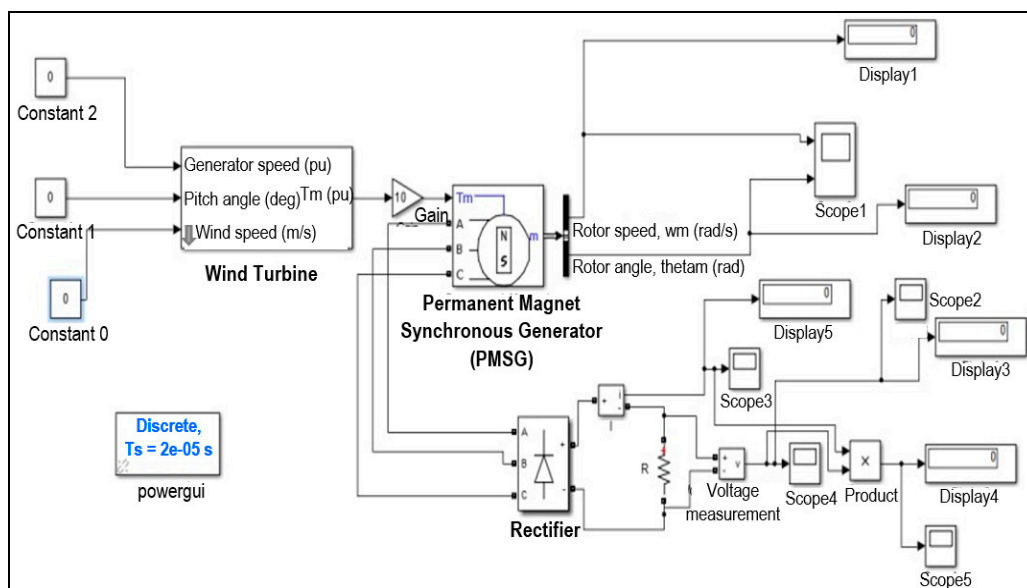 0
Display1
0
Constant 2
Generator speed (pu)
Pitch angle (deg)
Tm (pu)
Wind speed (m/s)
Wind Turbine
0
Constant 1
0
Constant 0
10
Gain
Tm
A
B
C
N
S
m
Permanent Magnet
Synchronous Generator
(PMSG)
Scope1
Rotor speed, wm (rad/s)
Rotor angle, thetam (rad)
0
Display2
0
Display5
Scope2
0
Display3
Scope3
Discrete,
Ts = 2e-05 s
powergui
A
B
C
+
-
Rectifier
+
i
-
I
+
R
+
-
v
Voltage
measurement
Scope4
×
Product
0
Display4
Scope5